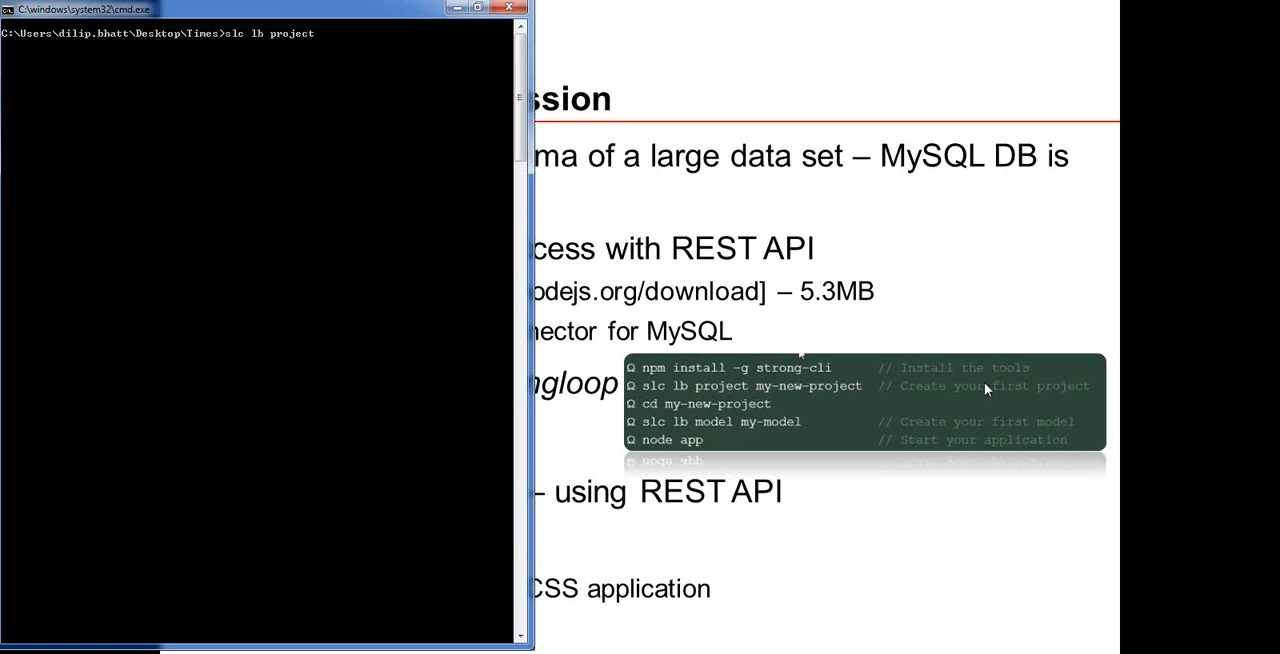 C:\windows\system32\cmd.exe
C:\Users\dilip.bhatt\Desktop\Times>slc lb project
ssion
ma of a large data set – MySQL DB is
cess with REST API
odejs.org/download] – 5.3MB
nector for MySQL
ngloop
Ω npm install -g strong-cli // Install the tools
Ω slc lb project my-new-project // Create your first project
Ω cd my-new-project
Ω slc lb model my-model // Create your first model
Ω node app // Start your application
– using REST API
CSS application